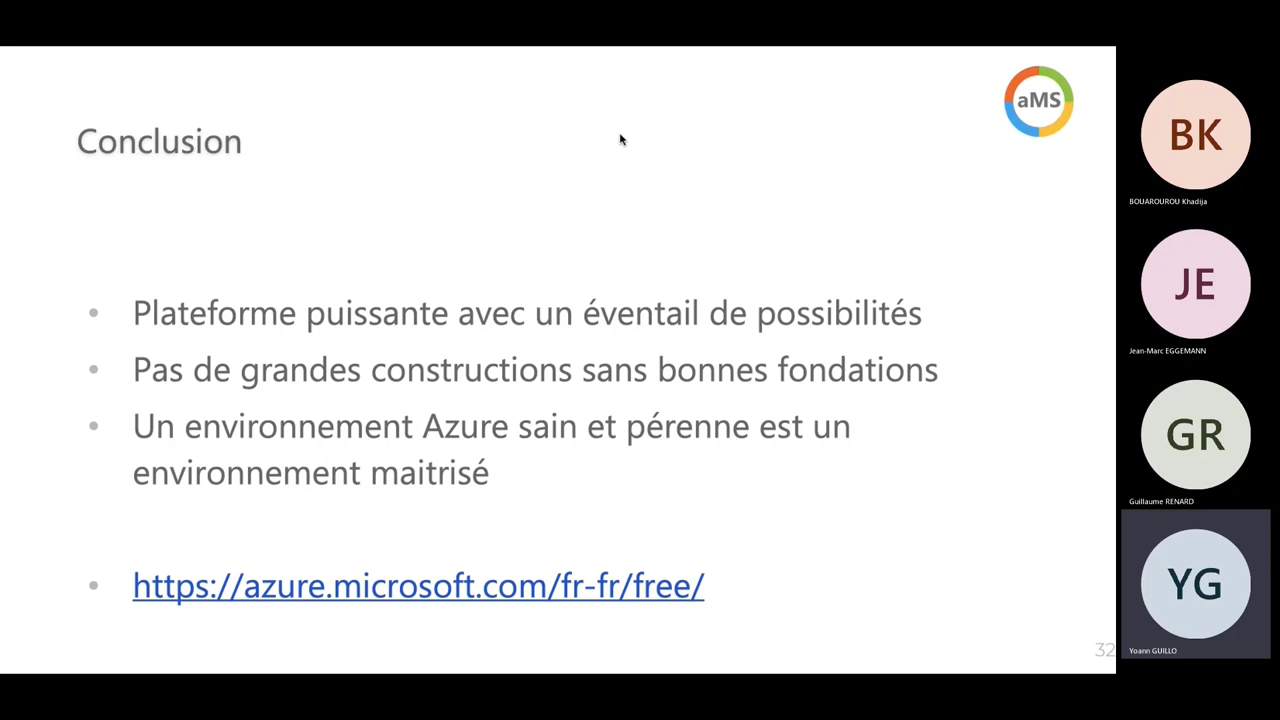 aMS
Conclusion
• Plateforme puissante avec un éventail de possibilités
• Pas de grandes constructions sans bonnes fondations
• Un environnement Azure sain et pérenne est un
environnement maitrisé
• https://azure.microsoft.com/fr-fr/free/
32
BK
BOUAROUROU Khadija
JE
Jean-Marc EGGEMANN
GR
Guillaume RENARD
YG
Yoann GUILLO